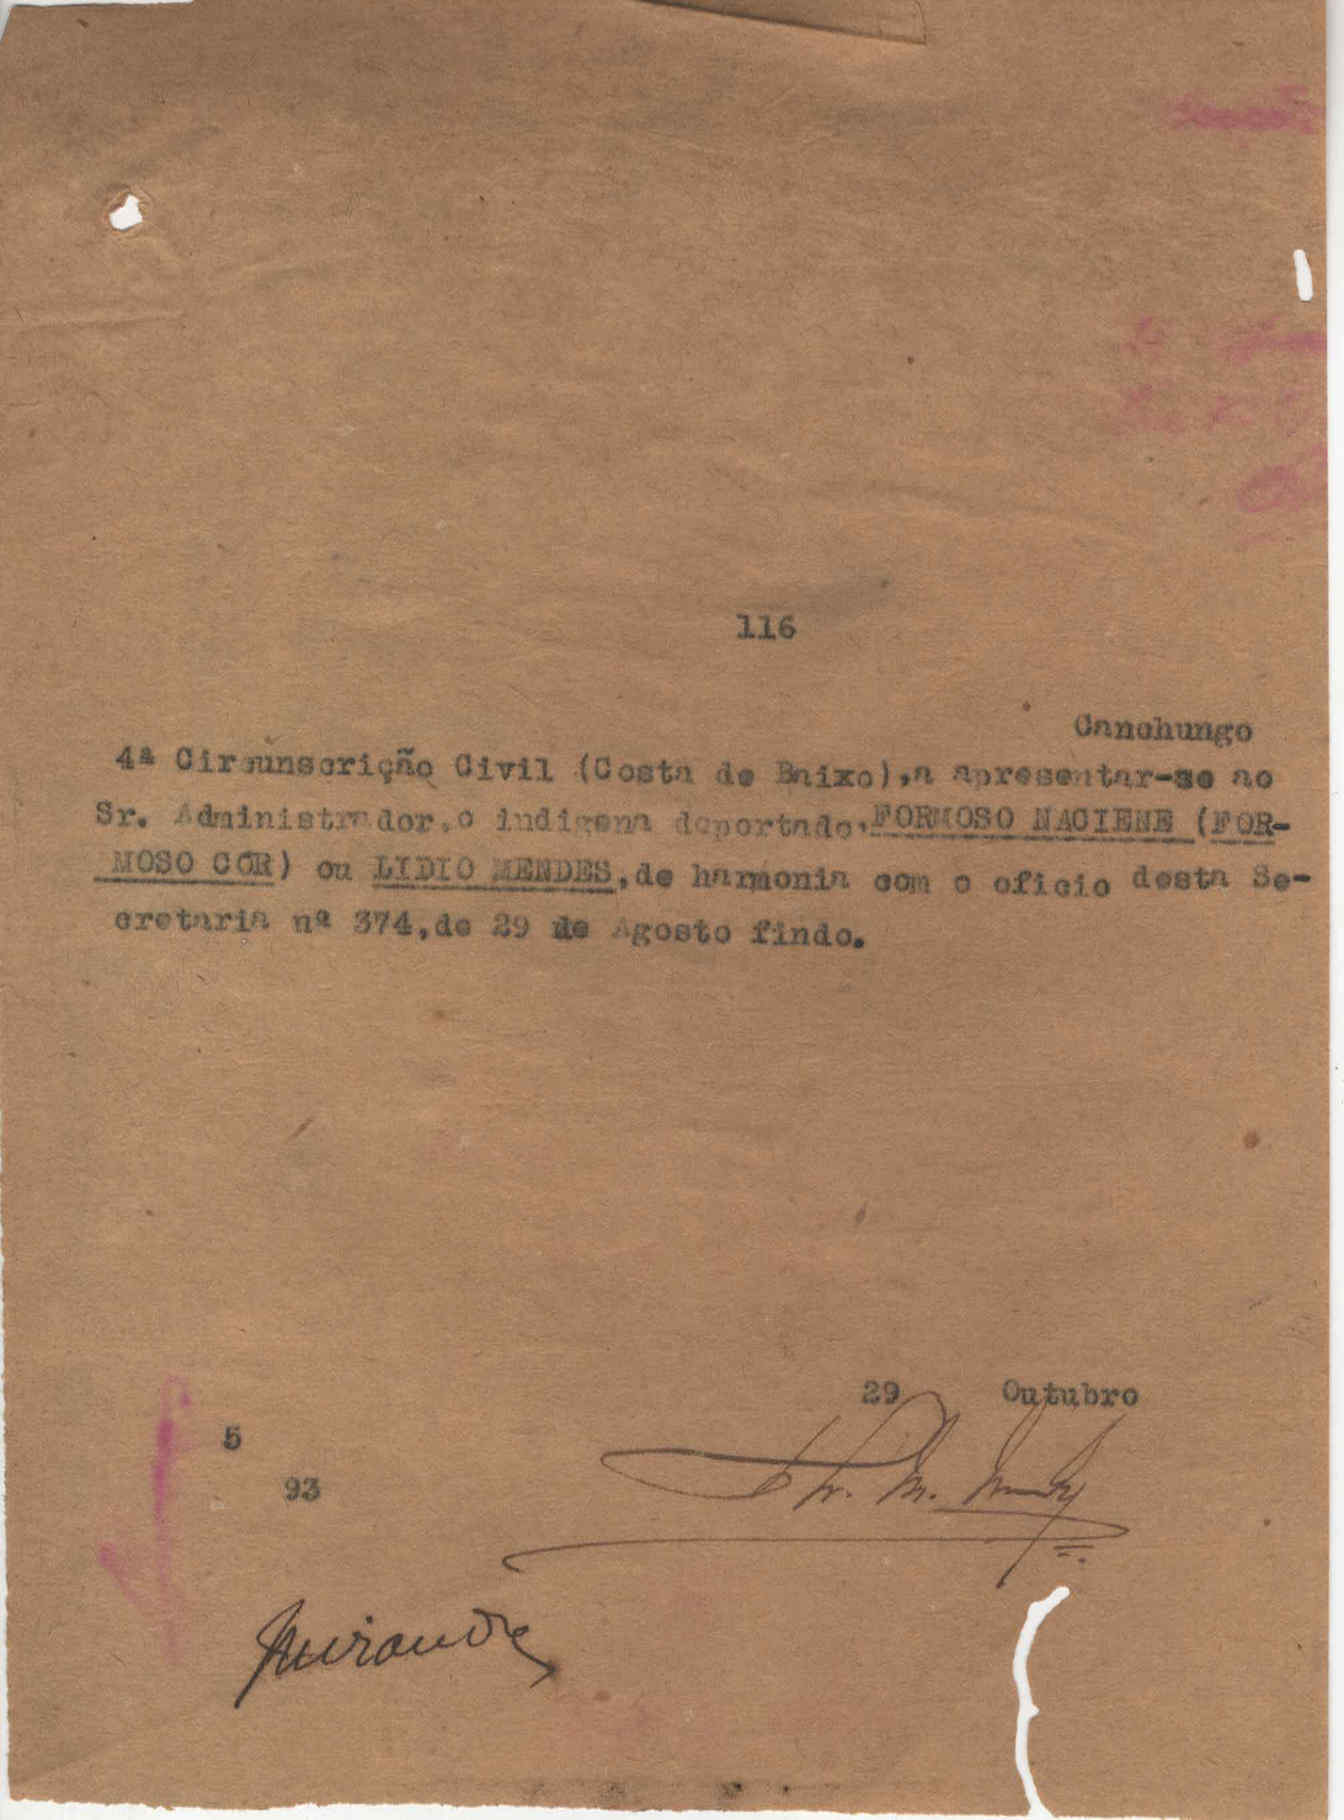 116
Canchungo
4ª Circunscrição Civil (Costa de Baixo),a apresentar-se ao
Sr. Administrador,o indigena deportado,FORMOSO NACIENE (FOR-
MOSO COR) ou LIDIO MENDES,de harmonia com o oficio desta Se-
cretaria nª 374,de 29 de Agosto findo.
29 Outubro
5
93
Miranda